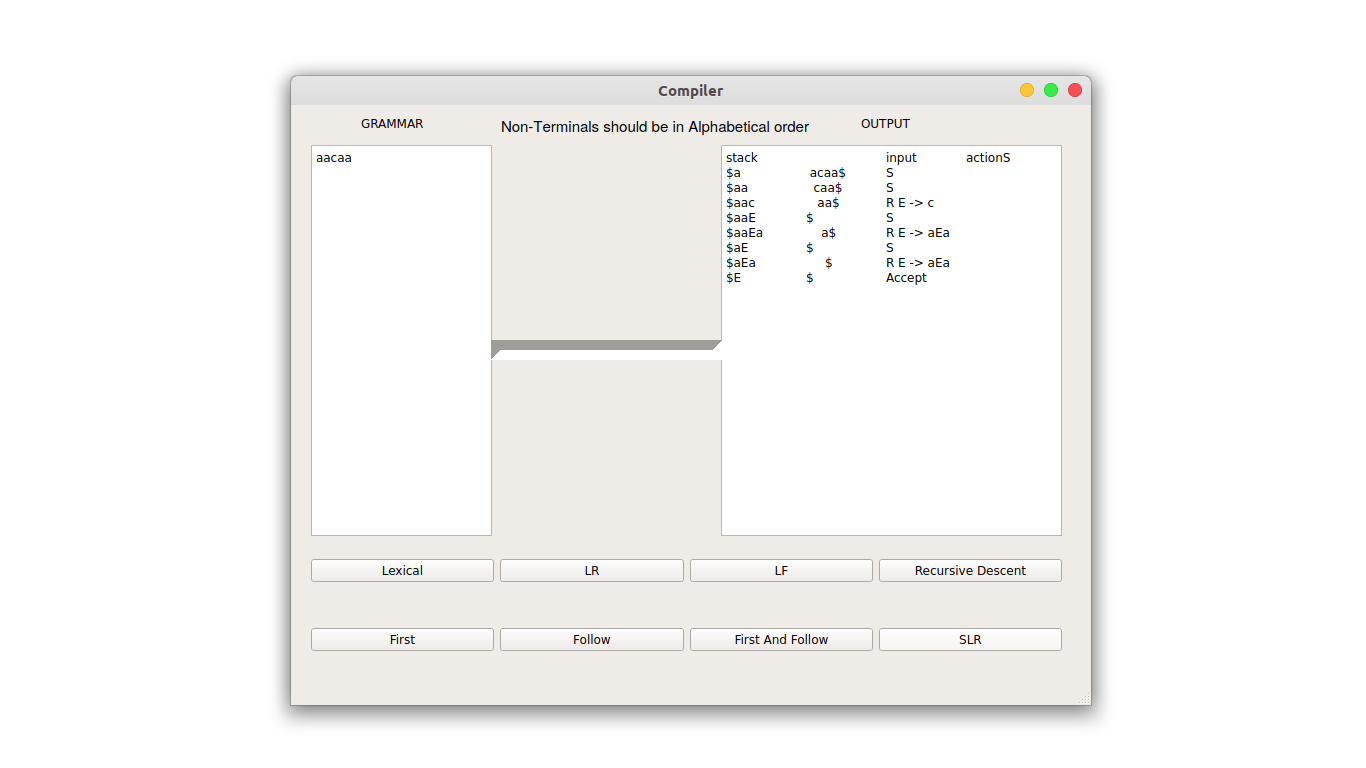 Compiler
GRAMMAR
Non-Terminals should be in Alphabetical order
OUTPUT
aacaa
stack input actionS
$a acaa$ S
$aa caa$ S
$aac aa$ R E -> c
$aaE $ S
$aaEa a$ R E -> aEa
$aE $ S
$aEa $ R E -> aEa
$E $ Accept
Lexical LR LF Recursive Descent
First Follow First And Follow SLR